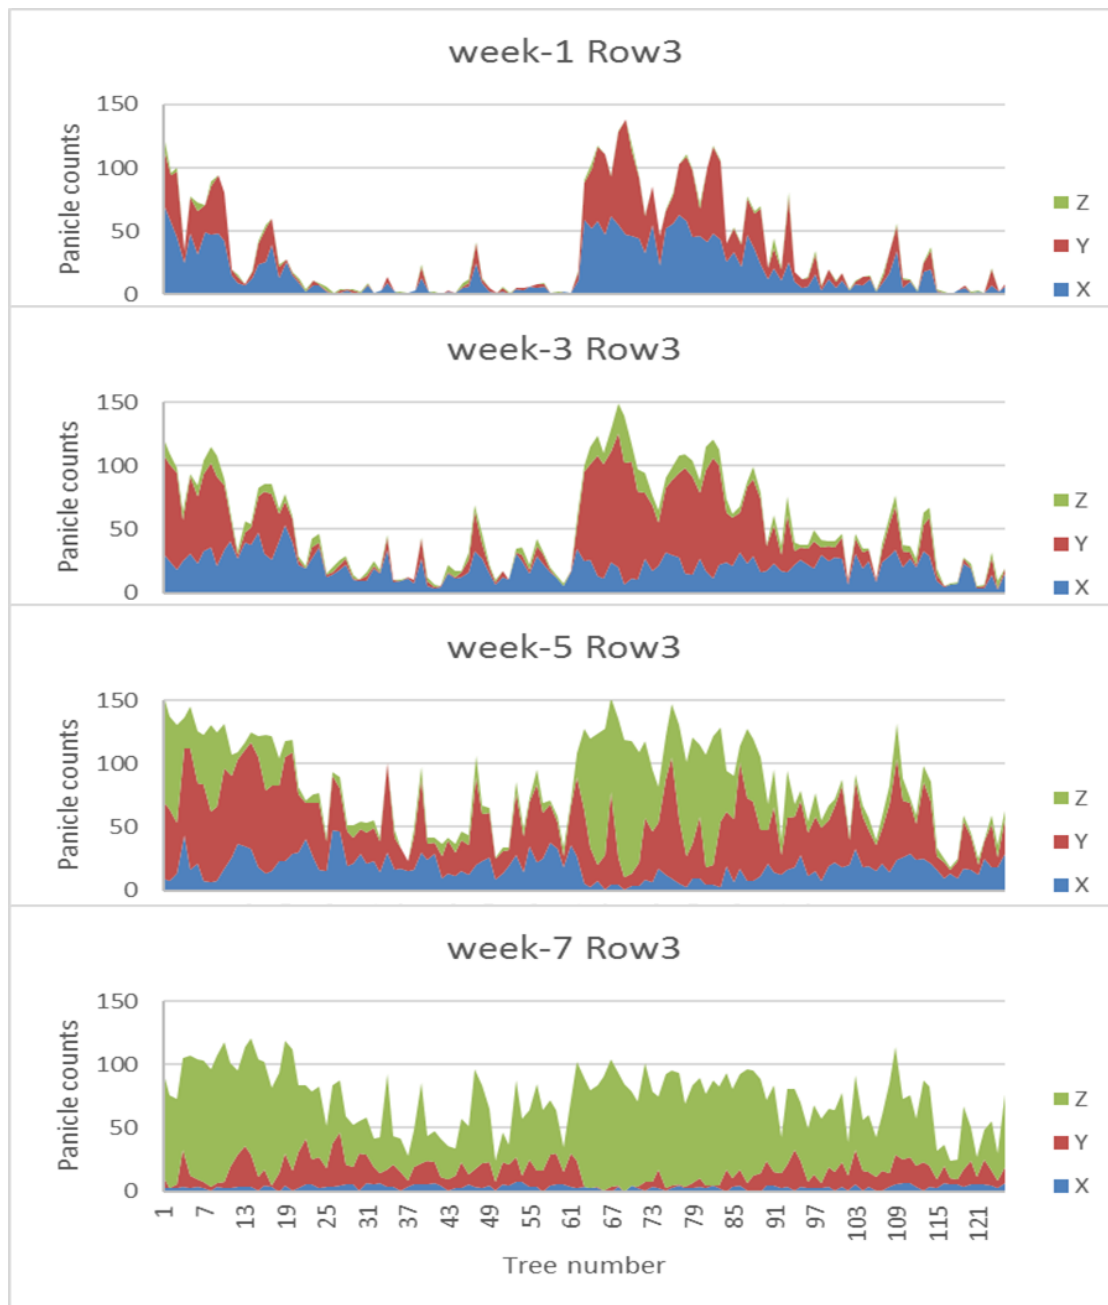 week-1 Row3
Panicle counts
150
100
50
0
Z
Y
X
week-3 Row3
Panicle counts
150
100
50
0
Z
Y
X
week-5 Row3
Panicle counts
150
100
50
0
Z
Y
X
week-7 Row3
Panicle counts
150
100
50
0
Z
Y
X
1 7 13 19 25 31 37 43 49 55 61 67 73 79 85 91 97 103 109 115 121
Tree number